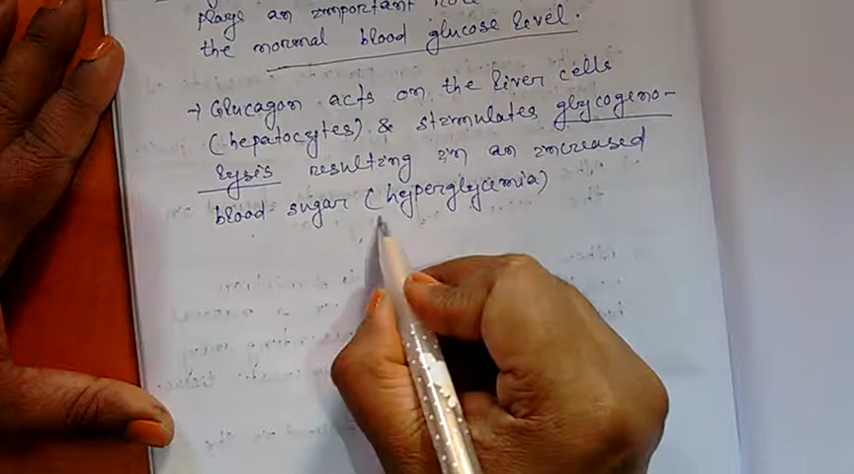 plays an important role
the normal blood glucose level.
→ Glucagon acts on the liver cells
(hepatocytes) & stimulates glycogeno-
lysis resulting in an increased
blood sugar (hyperglycemia)